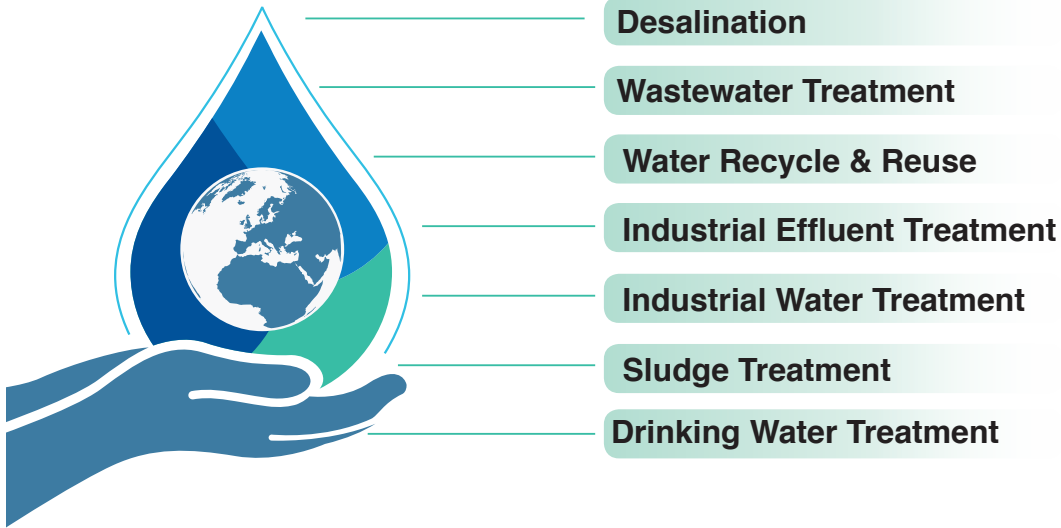 Desalination
Wastewater Treatment
Water Recycle & Reuse
Industrial Effluent Treatment
Industrial Water Treatment
Sludge Treatment
Drinking Water Treatment